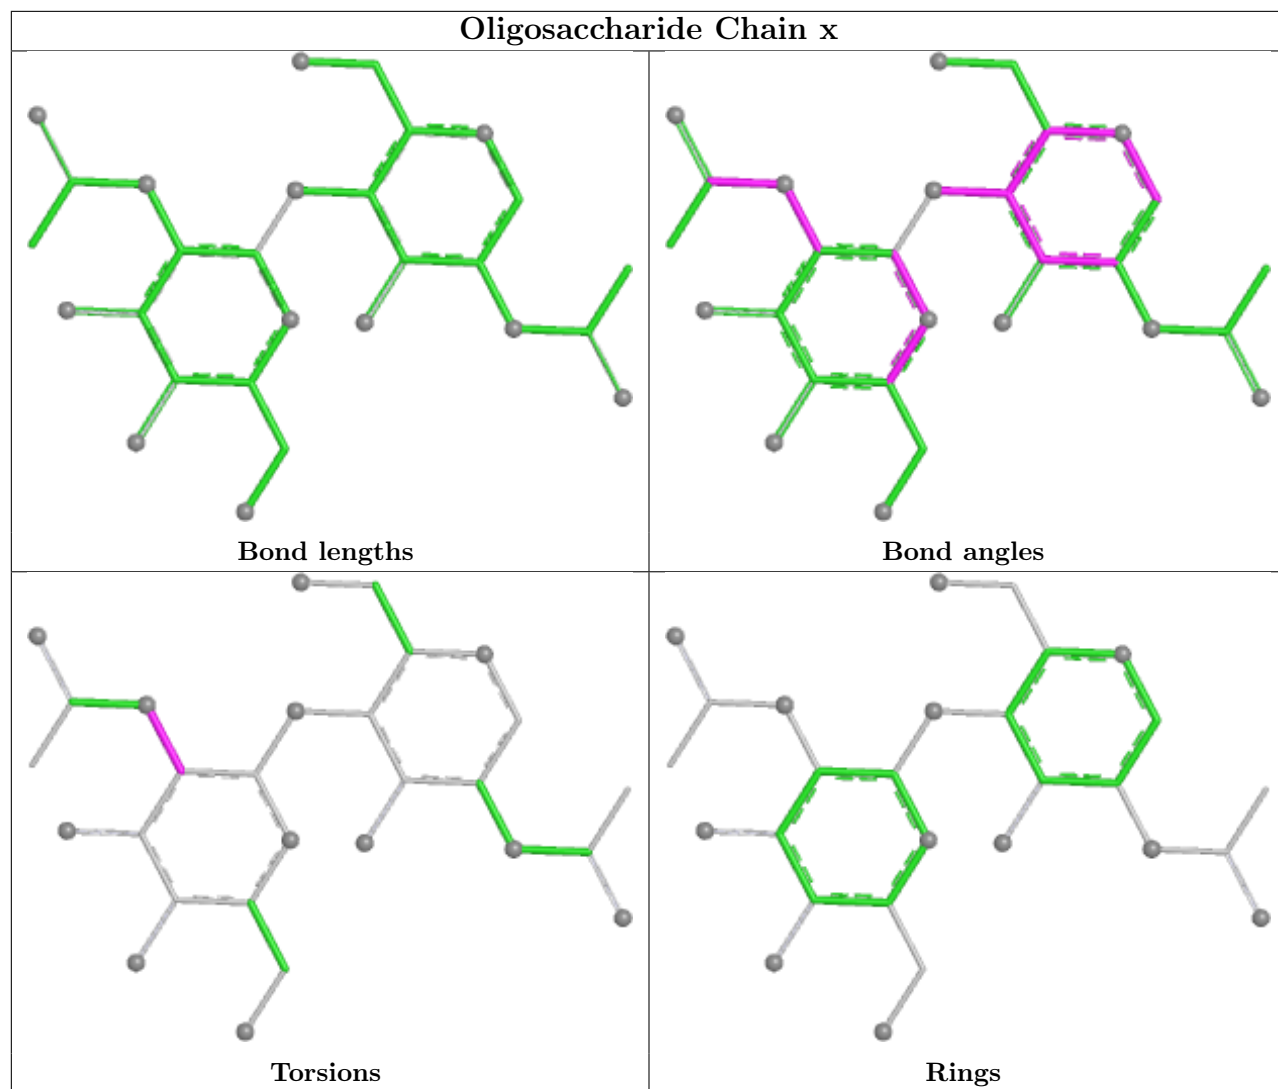 Oligosaccharide Chain x
Bond lengths
Bond angles
Torsions
Rings